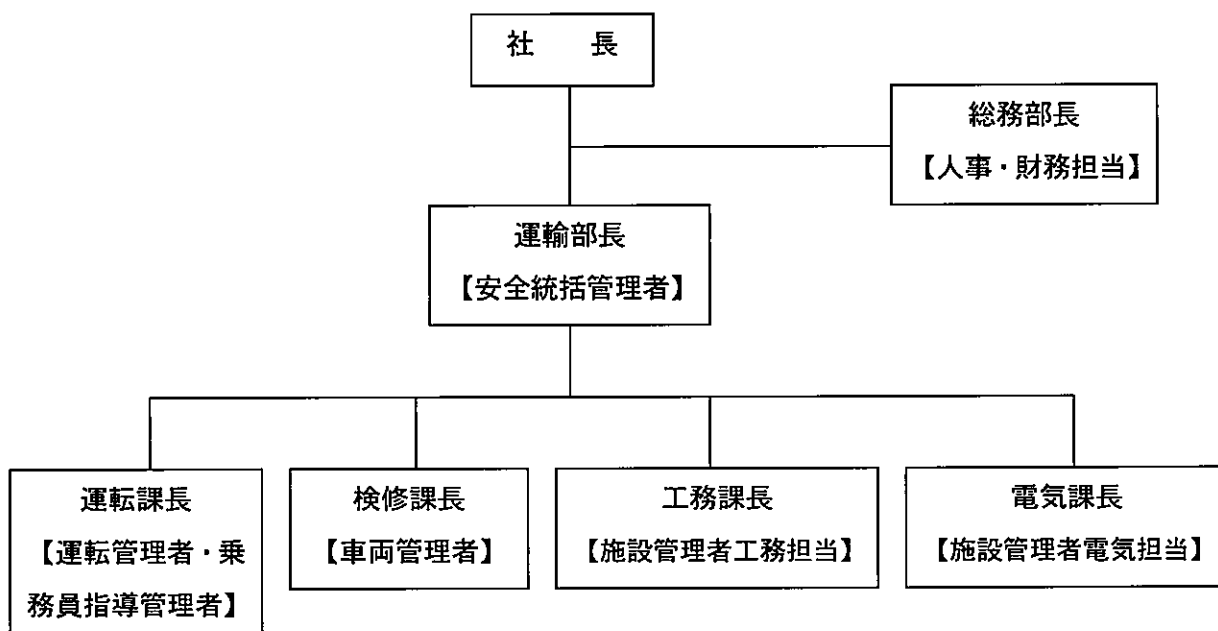 社　長
総務部長
【人事・財務担当】
運輸部長
【安全統括管理者】
運転課長
【運転管理者・乗
務員指導管理者】
検修課長
【車両管理者】
工務課長
【施設管理者工務担当】
電気課長
【施設管理者電気担当】